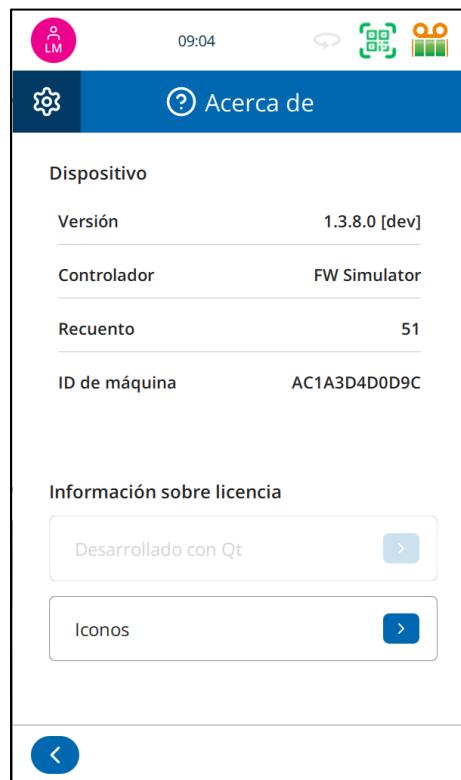 LM
09:04
Acerca de
Dispositivo
Versión 1.3.8.0 [dev]
Controlador FW Simulator
Recuento 51
ID de máquina AC1A3D4D0D9C
Información sobre licencia
Desarrollado con Qt
Iconos